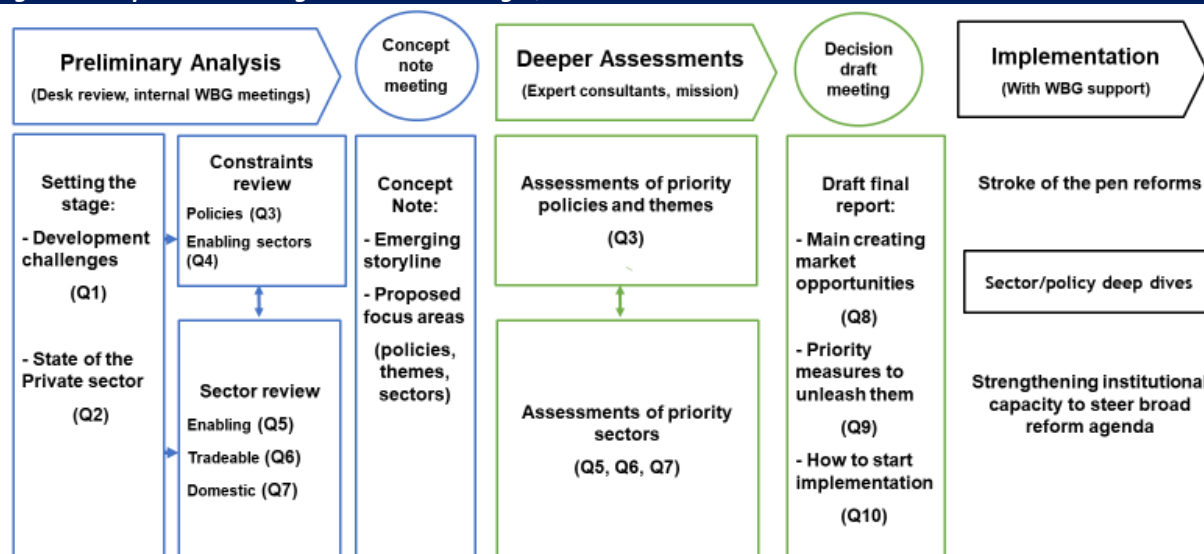 Preliminary Analysis
(Desk review, internal WBG meetings)
Concept
note
meeting
Deeper Assessments
(Expert consultants, mission)
Decision
draft
meeting
Implementation
(With WBG support)
Setting the
stage:
- Development
challenges
(Q1)
- State of the
Private sector
(Q2)
Constraints
review
Policies (Q3)
Enabling sectors
(Q4)
Sector review
Enabling (Q5)
Tradeable (Q6)
Domestic (Q7)
Concept
Note:
- Emerging
storyline
- Proposed
focus areas
(policies,
themes,
sectors)
Assessments of priority
policies and themes
(Q3)
Assessments of priority
sectors
(Q5, Q6, Q7)
Draft final
report:
- Main creating
market
opportunities
(Q8)
- Priority
measures to
unleash them
(Q9)
- How to start
implementation
(Q10)
Stroke of the pen reforms
Sector/policy deep dives
Strengthening institutional
capacity to steer broad
reform agenda